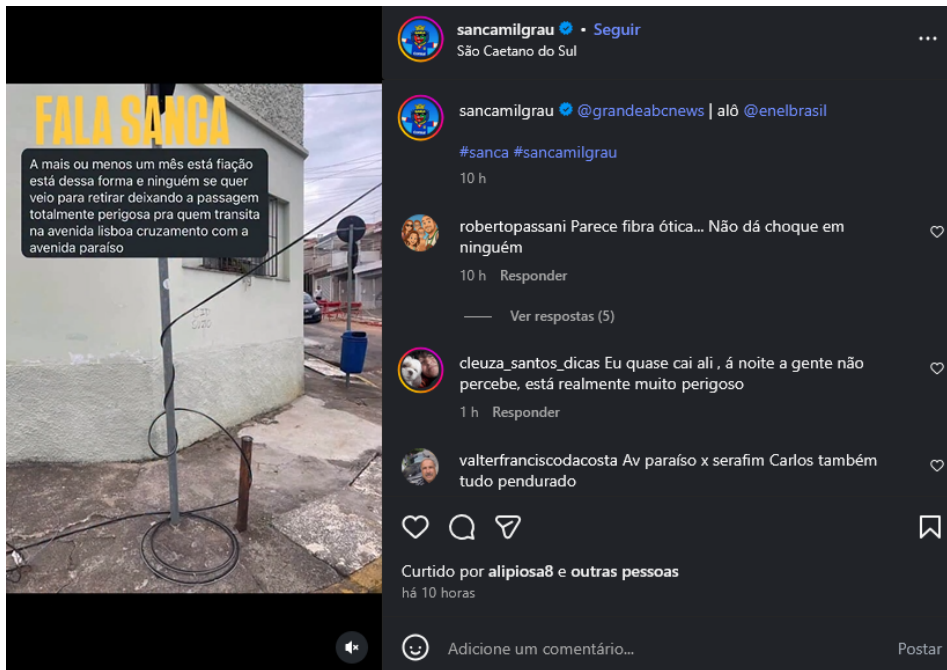 FALA SANCA
A mais ou menos um mês está fiação
está dessa forma e ninguém se quer
veio para retirar deixando a passagem
totalmente perigosa pra quem transita
na avenida lisboa cruzamento com a
avenida paraíso
sancamilgrau • Seguir
São Caetano do Sul
sancamilgrau @grandeabcnews | alô @enelbrasil
#sanca #sancamilgrau
10 h
robertopassani Parece fibra ótica... Não dá choque em
ninguém
10 h Responder
Ver respostas (5)
cleuza_santos_dicas Eu quase cai ali , á noite a gente não
percebe, está realmente muito perigoso
1 h Responder
valterfranciscodacosta Av paraíso x serafim Carlos também
tudo pendurado
Curtido por alipiosa8 e outras pessoas
há 10 horas
Adicione um comentário...
Postar